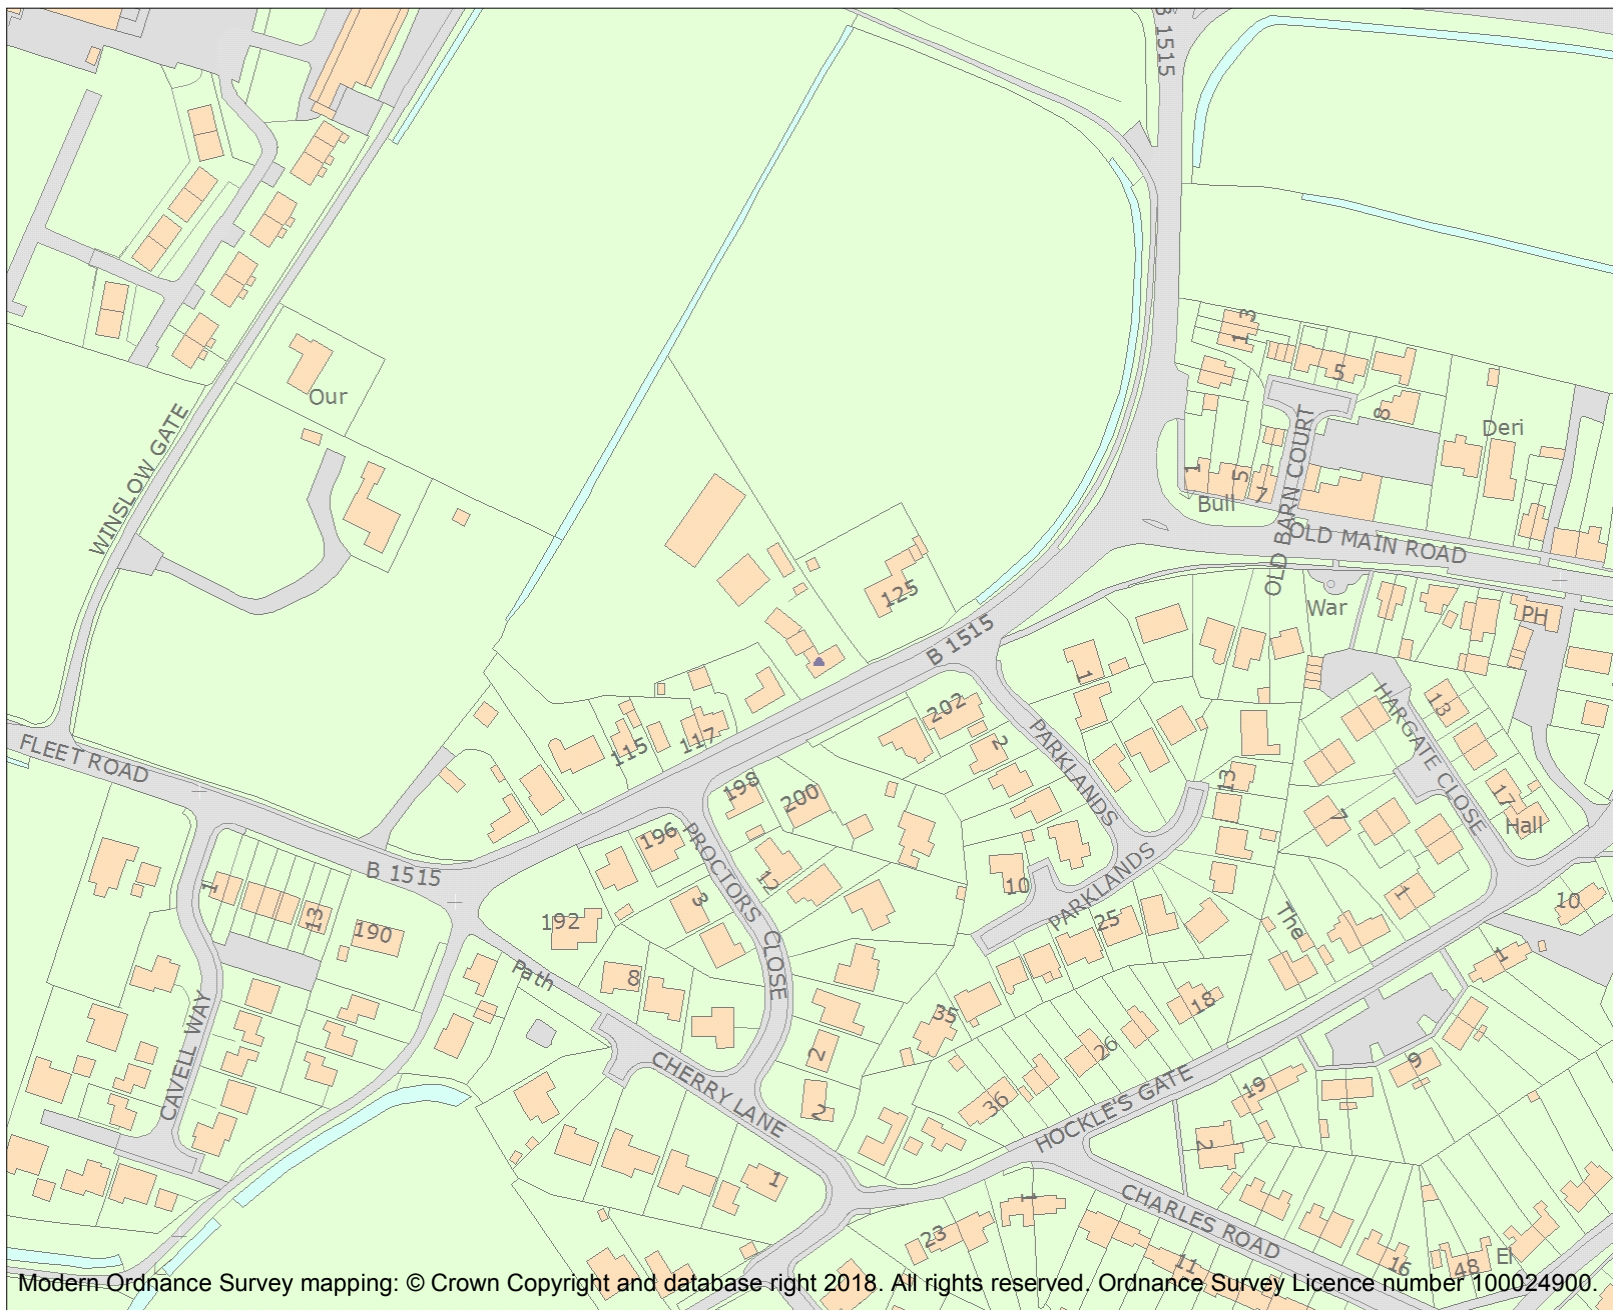 B 1515
3
1
5
8
Our
Deri
WINSLOW GATE
OLD BARN COURT
1
5
7
Bull
OLD MAIN ROAD
125
War
PH
B 1515
1
202
HARGATE CLOSE
13
FLEET ROAD
115
117
2
PARKLANDS
198
200
13
17
Hall
7
196
PROCTORS CLOSE
B 1515
12
10
PARKLANDS
1
1
13
190
192
3
25
The
10
Path
8
1
18
35
CAVELL WAY
2
26
9
CHERRY LANE
36
19
HOCKLE'S GATE
2
2
1
1
CHARLES ROAD
23
11
16
48
El
Modern Ordnance Survey mapping: © Crown Copyright and database right 2018. All rights reserved. Ordnance Survey Licence number 100024900.